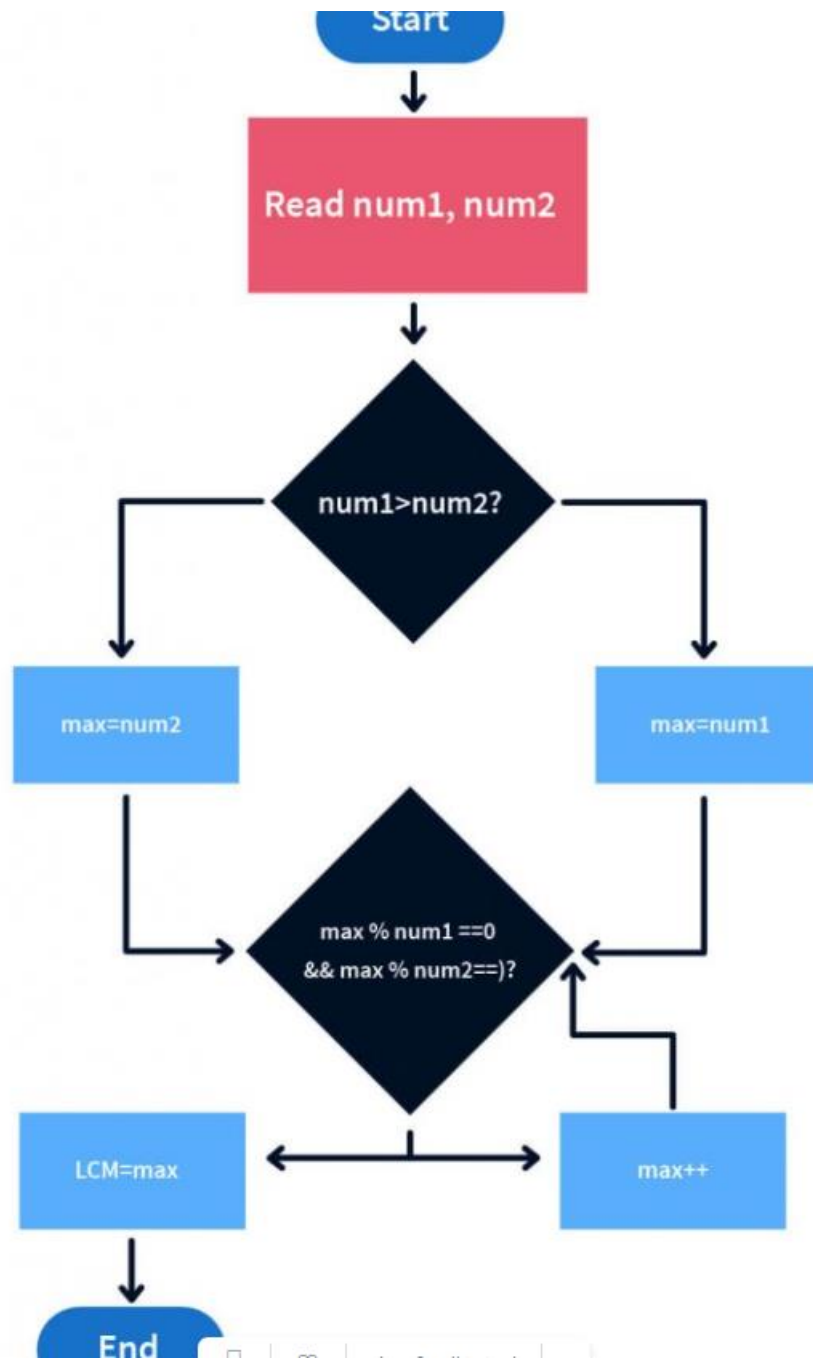 Start
Read num1, num2
num1>num2?
max=num2
max=num1
max % num1 ==0
&& max % num2==)?
LCM=max
max++
End